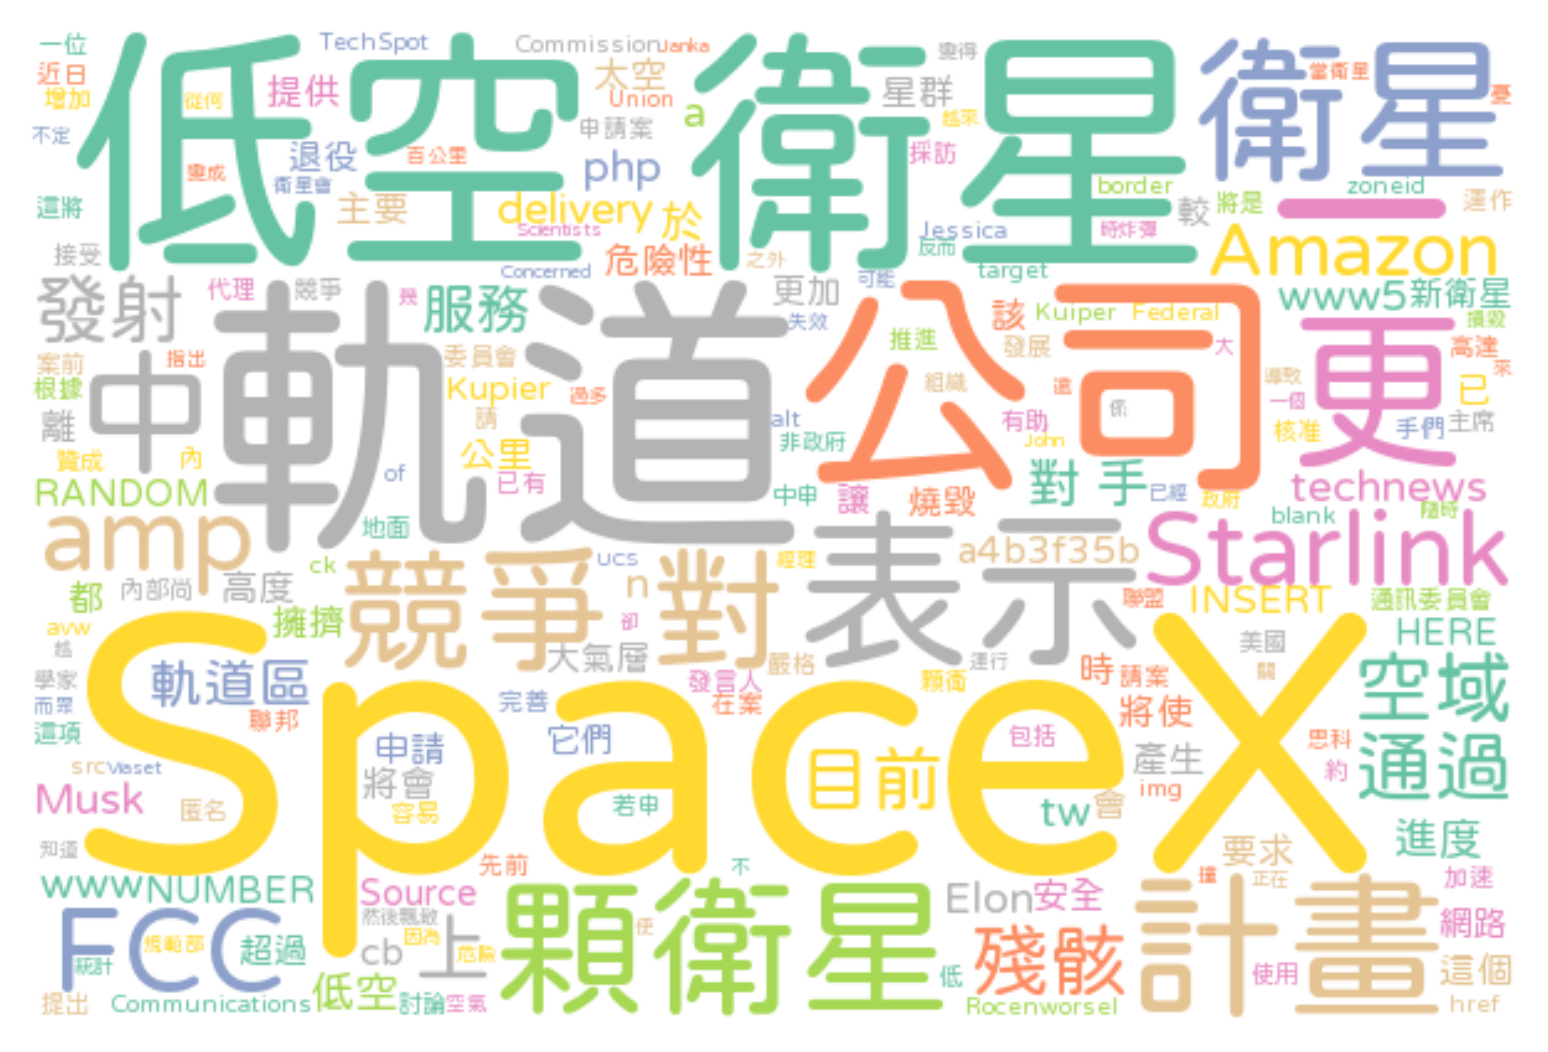 一位 TechSpot Commission Janka 變得
近日 太空 當衛星
低空衛星 衛星
增加 從何 提供 Union 星群 憂
不定 申請案 a 越來
變成 退役 百公里 php 採訪
衛星會 border zoneid
這將 主要 delivery 於 較 將是 一 運作
Scientists Jessica 時炸彈
接受 危險性 之外 反而 Amazon
Concerned target 可能
發射 代理 競爭 幾 服務 更加 www5 新衛星
失效 該 Kuiper Federal 損毀
軌道 公司 更
案前 指出 委員會 推進 發展 大 高達 來
根據 中 Kupier 過多 組織 遠 導致 一個 已
離 請 alt 有助 係 手們 主席
贊成 內 公里 非政府 John 核准
RANDOM of 已有 中申 讓 燒毀 對手 已經 政府 technews
amp 地面 表示 blank 隨時
ck ucs 經理 a4b3f35b Starlink
都 內部尚 高度 競爭 n 對 聯盟 INSERT 通訊委員會
avw 擁擠 卻 HERE
越 大氣層 嚴格 運行 美國
學家 軌道區 發言人 顆衛 時 請案 關 空域
而眾 聯邦 完善 在案 將使
這項 SpaceX
申請 它們 目前 包括 思科 通過
src Viaset 將會 產生 約
Musk 匿名 容易 若申 tw 會 img
知道 先前 不 要求 進度
www NUMBER Source Elon 安全 撞 正在 加速
然後飄散 顆衛星 計畫
FCC 規範部 超過 因為 便 殘骸 網路
統計 cb 上 危險 低 使用 這個
提出 Communications 低空 討論 空氣 Rocenworsel href